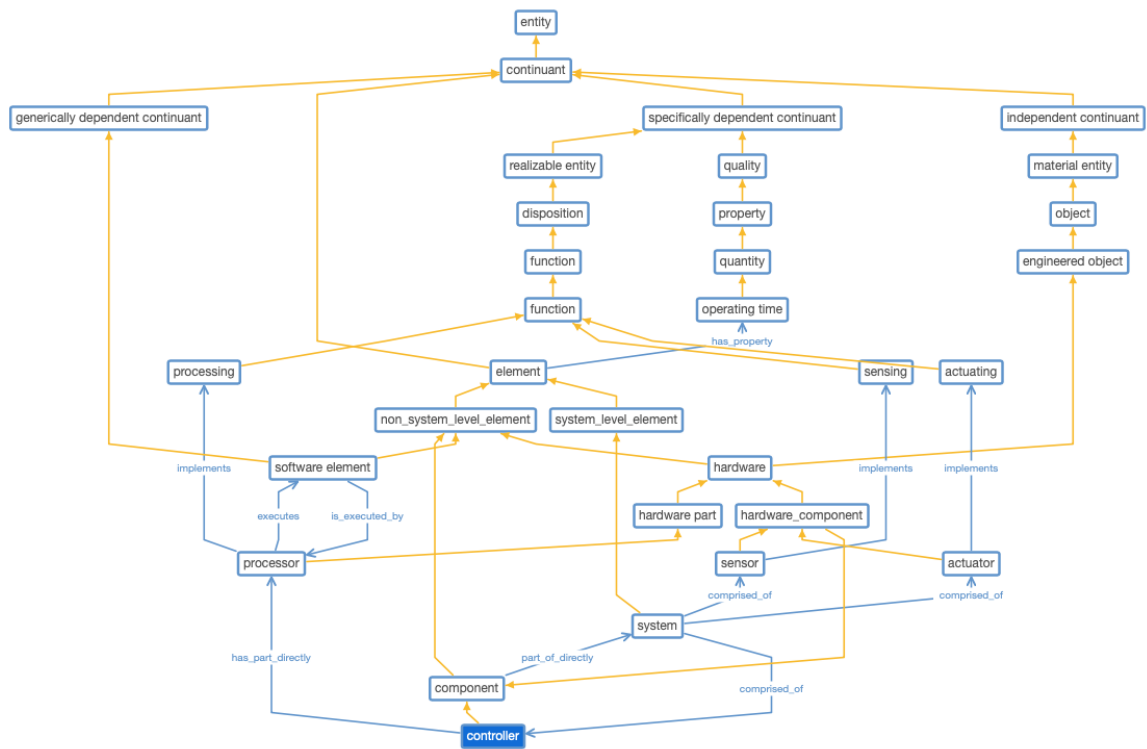 entity
continuant
generically dependent continuant
specifically dependent continuant
independent continuant
realizable entity
quality
material entity
disposition
property
object
function
quantity
engineered object
function
operating time
has_property
processing
element
sensing
actuating
non_system_level_element
system_level_element
implements
software element
hardware
implements
implements
executes
is_executed_by
hardware part
hardware_component
processor
sensor
actuator
comprised_of
comprised_of
system
has_part_directly
part_of_directly
component
comprised_of
controller